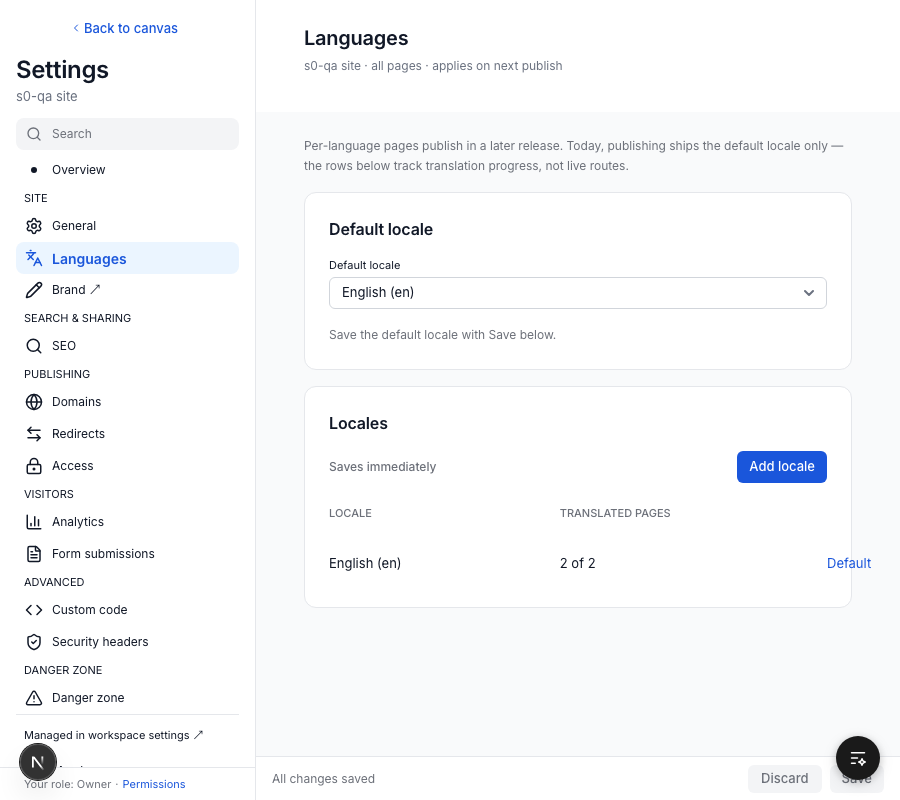 Back to canvas
Settings
s0-qa site
Search
Overview
SITE
General
Languages
Brand ↗
SEARCH & SHARING
SEO
PUBLISHING
Domains
Redirects
Access
VISITORS
Analytics
Form submissions
ADVANCED
Custom code
Security headers
DANGER ZONE
Danger zone
Managed in workspace settings ↗
N
Your role: Owner · Permissions
Languages
s0-qa site · all pages · applies on next publish
Per-language pages publish in a later release. Today, publishing ships the default locale only —
the rows below track translation progress, not live routes.
Default locale
Default locale
English (en)
Save the default locale with Save below.
Locales
Saves immediately
Add locale
LOCALE TRANSLATED PAGES
English (en) 2 of 2 Default
All changes saved
Discard
Save